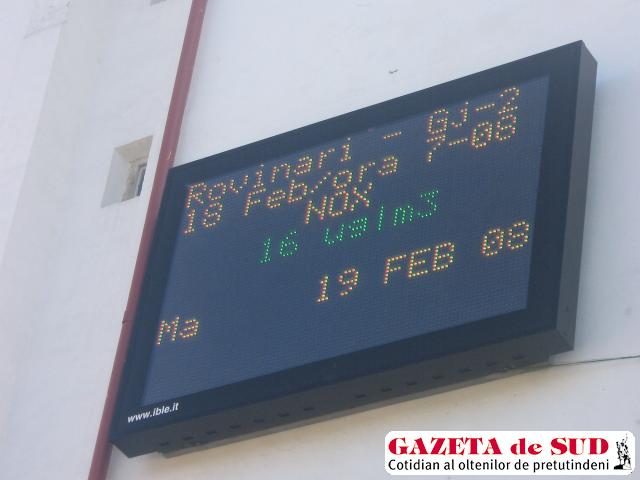 Rovinari - GJ-2
18 Feb/ora 7-08
NOX
16 ug/m3
19 FEB 08
Ma
www.ible.it
GAZETA de SUD
Cotidian al oltenilor de pretutindeni